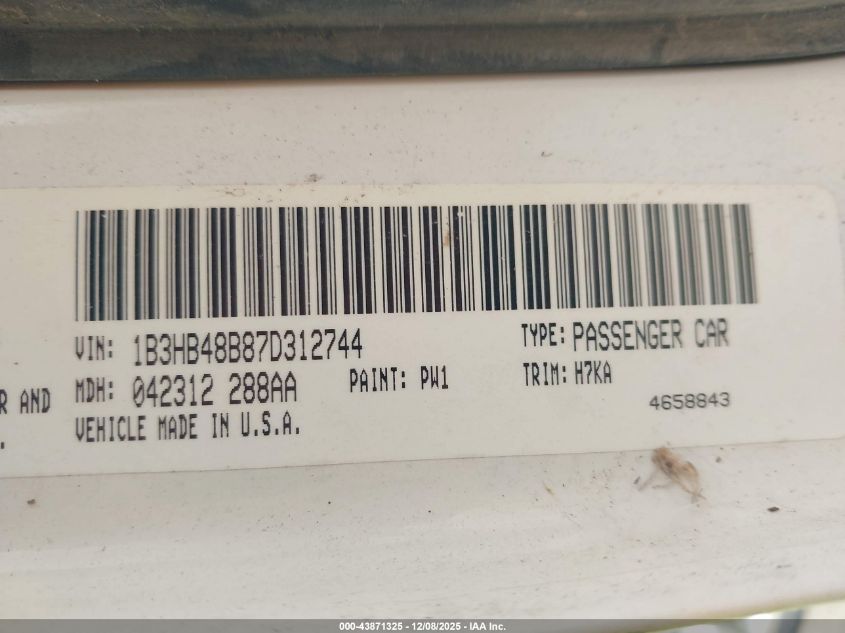 VIN: 1B3HB48B87D312744 TYPE: PASSENGER CAR
R AND MDH: 042312 288AA PAINT: PW1 TRIM: H7KA
4658843
. VEHICLE MADE IN U.S.A.
000-43871325 - 12/08/2025 - IAA Inc.